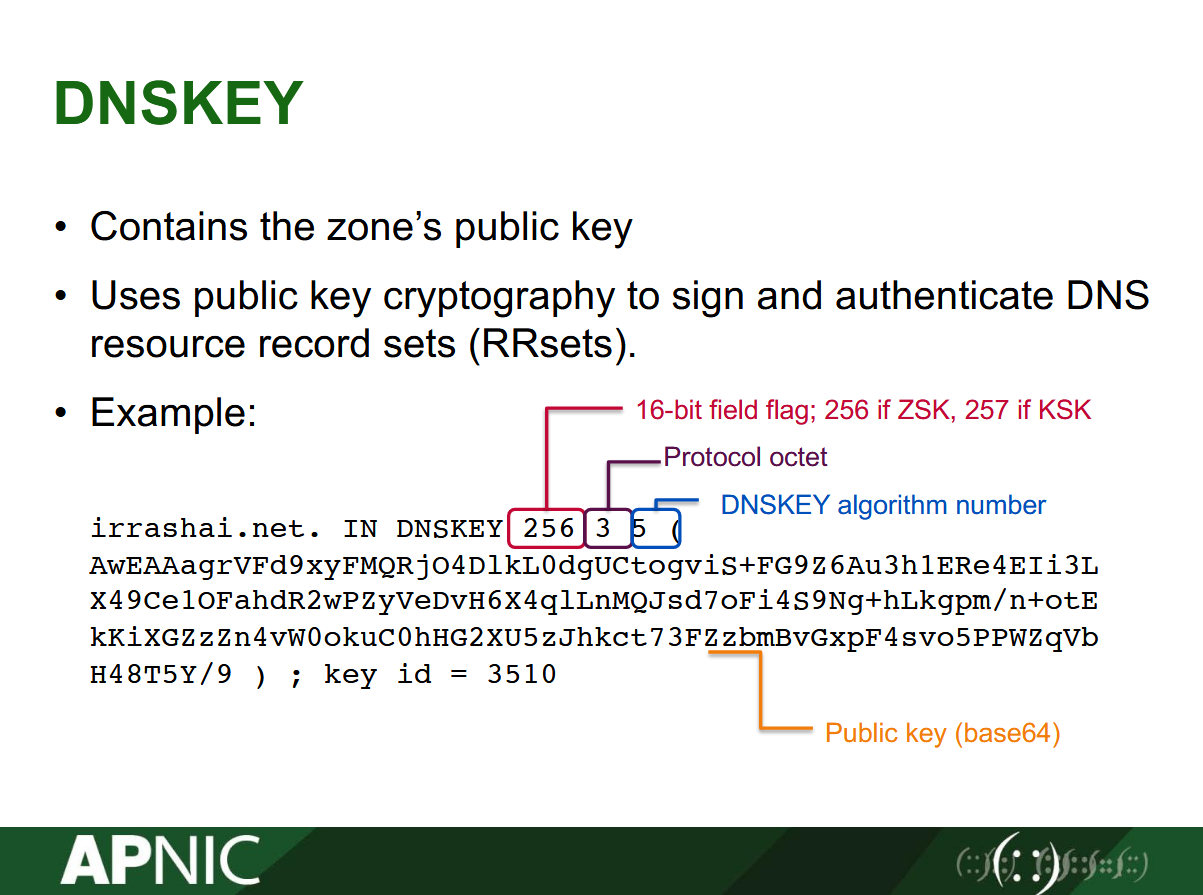 DNSKEY
• Contains the zone’s public key
• Uses public key cryptography to sign and authenticate DNS
resource record sets (RRsets).
• Example:
16-bit field flag; 256 if ZSK, 257 if KSK
Protocol octet
DNSKEY algorithm number
irrashai.net. IN DNSKEY 256 3 5 (
AwEAAagrVFd9xyFMQRjO4DlkL0dgUCtogviS+FG9Z6Au3h1ERe4EIi3L
X49Ce1OFahdR2wPZyVeDvH6X4qlLnMQJsd7oFi4S9Ng+hLkgpm/n+otE
kKiXGZzZn4vW0okuC0hHG2XU5zJhkct73FZzbmBvGxpF4svo5PPWZqVb
H48T5Y/9 ) ; key id = 3510
Public key (base64)
APNIC